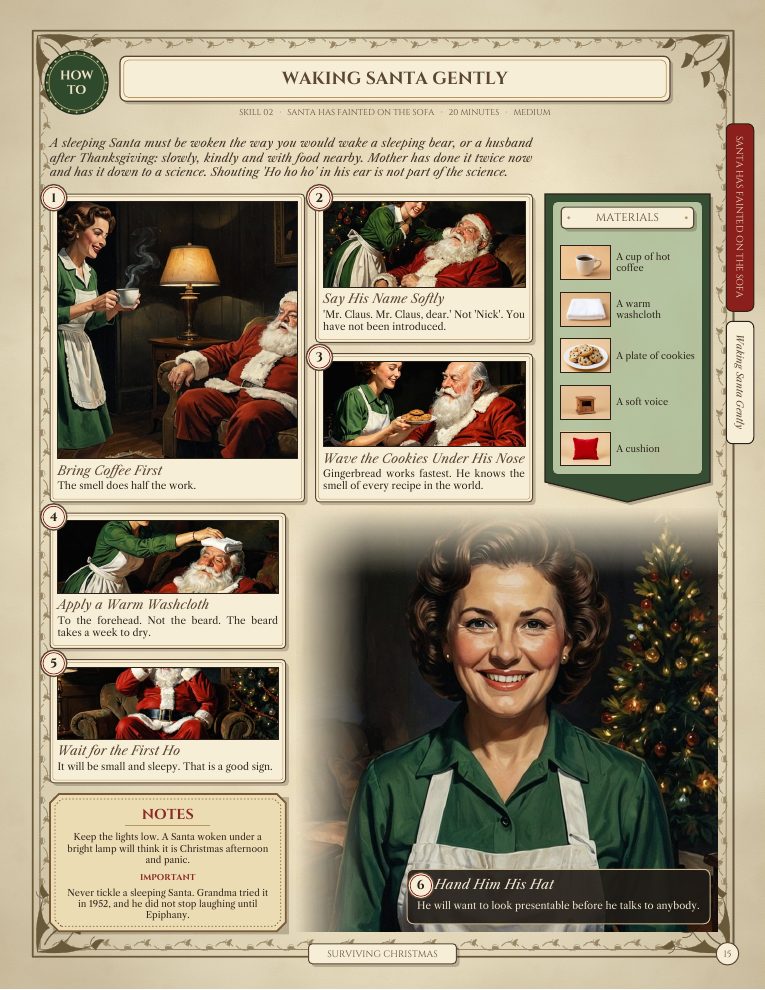 HOW
TO
WAKING SANTA GENTLY
SKILL 02 · SANTA HAS FAINTED ON THE SOFA · 20 MINUTES · MEDIUM
A sleeping Santa must be woken the way you would wake a sleeping bear, or a husband
after Thanksgiving: slowly, kindly and with food nearby. Mother has done it twice now
and has it down to a science. Shouting 'Ho ho ho' in his ear is not part of the science.
1
Bring Coffee First
The smell does half the work.
2
Say His Name Softly
'Mr. Claus. Mr. Claus, dear.' Not 'Nick'. You
have not been introduced.
3
Wave the Cookies Under His Nose
Gingerbread works fastest. He knows the
smell of every recipe in the world.
MATERIALS
A cup of hot
coffee
A warm
washcloth
A plate of cookies
A soft voice
A cushion
4
Apply a Warm Washcloth
To the forehead. Not the beard. The beard
takes a week to dry.
5
Wait for the First Ho
It will be small and sleepy. That is a good sign.
NOTES
Keep the lights low. A Santa woken under a
bright lamp will think it is Christmas afternoon
and panic.
IMPORTANT
Never tickle a sleeping Santa. Grandma tried it
in 1952, and he did not stop laughing until
Epiphany.
6
Hand Him His Hat
He will want to look presentable before he talks to anybody.
SANTA HAS FAINTED ON THE SOFA
Waking Santa Gently
SURVIVING CHRISTMAS
15